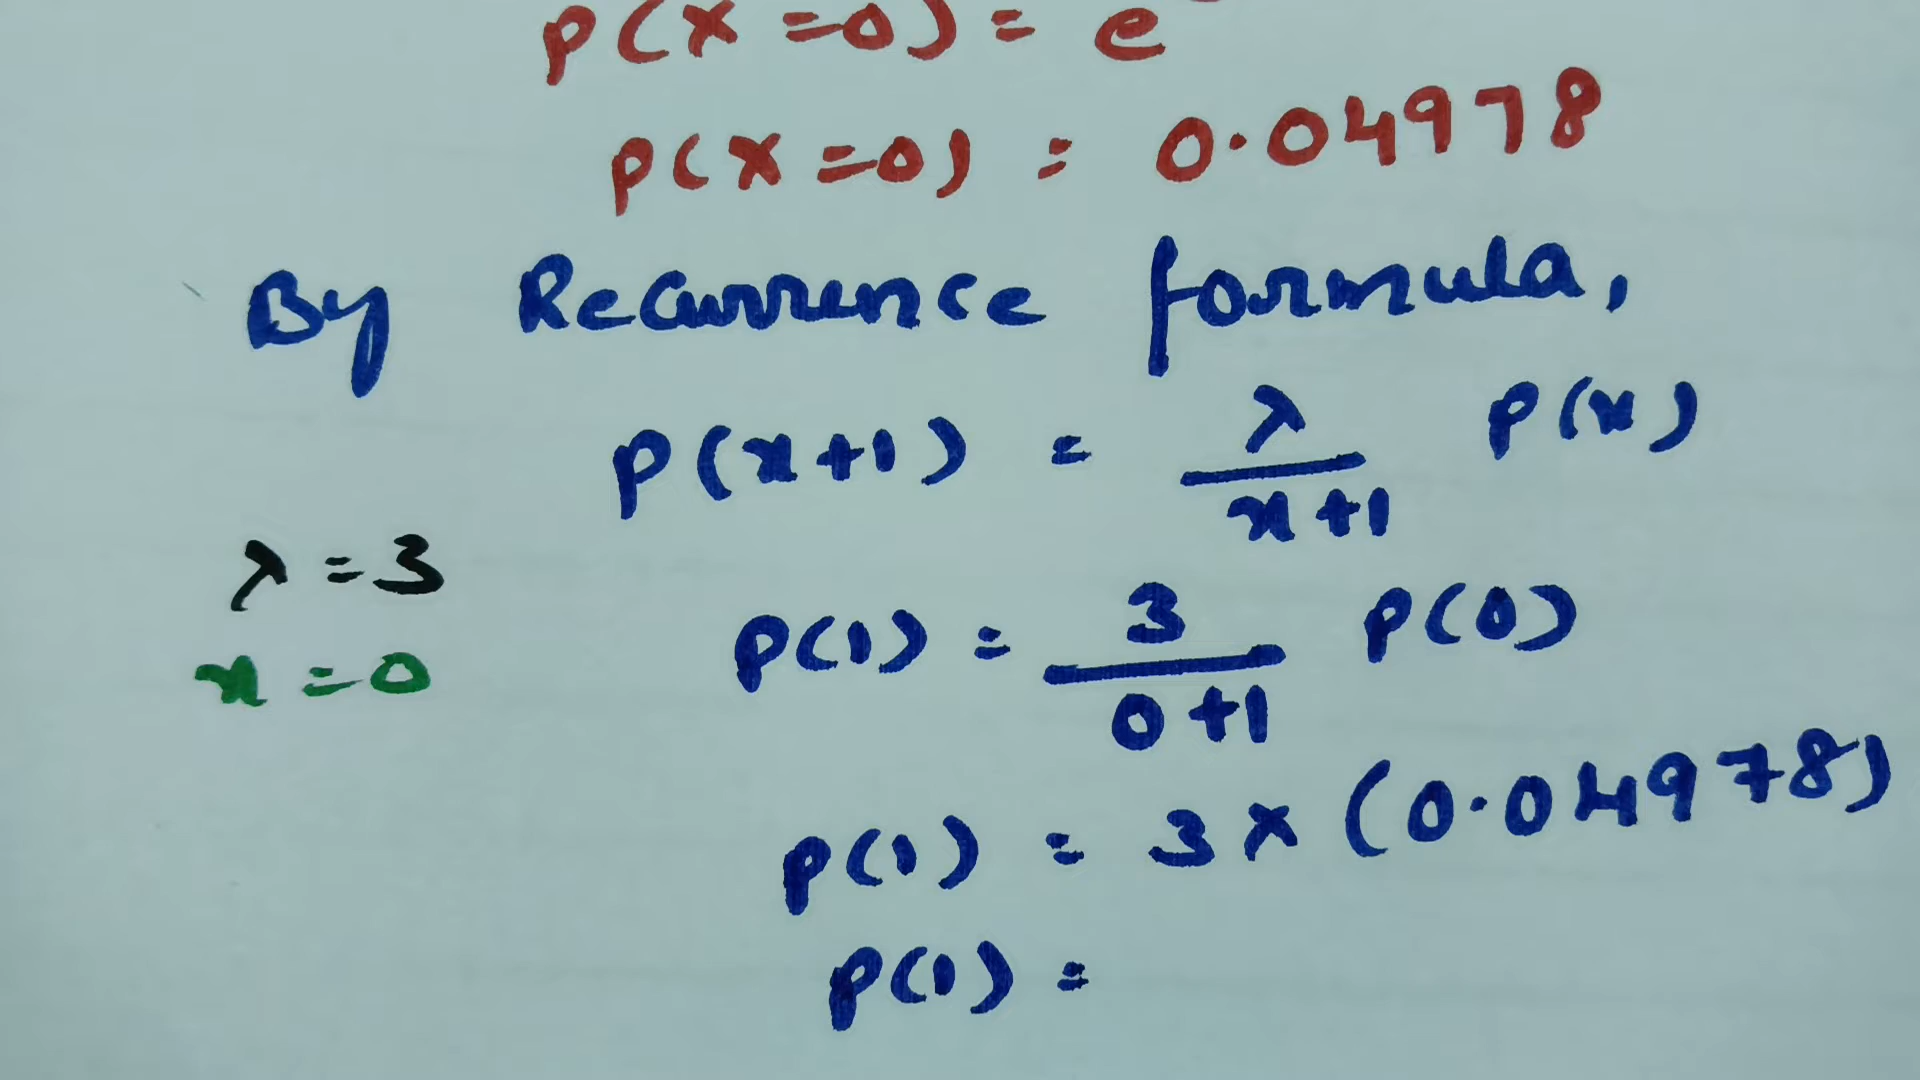 P(X=0) = e
P(X=0) = 0.04978
By Recurrence formula,
P(x+1) = λ/x+1 P(x)
λ=3
P(1) = 3/0+1 P(0)
x=0
P(1) = 3x(0.04978)
P(1) =